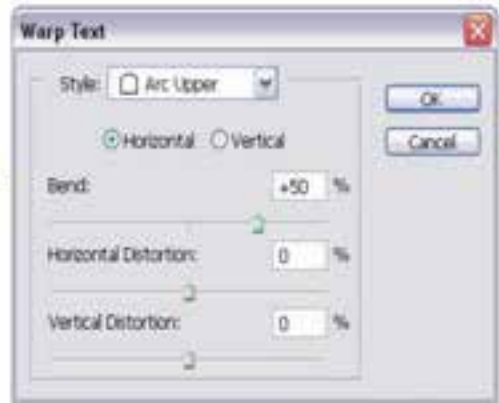 Warp Text
Style: Arc Upper
OK
Horizontal Vertical
Cancel
Bend: +50 %
Horizontal Distortion: 0 %
Vertical Distortion: 0 %